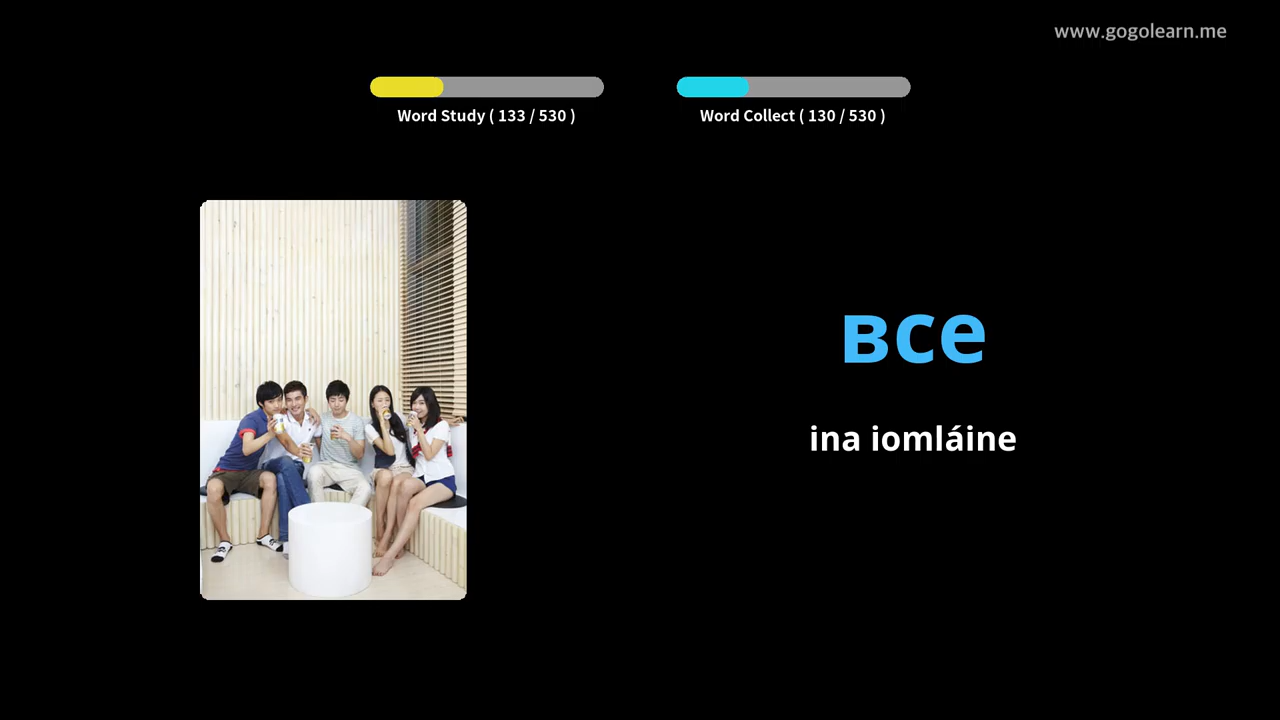 www.gogolearn.me
Word Study ( 133 / 530 )
Word Collect ( 130 / 530 )
все
ina iomláine